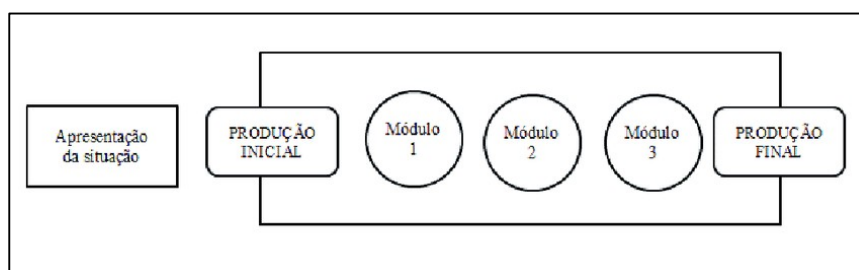 Apresentação
da situação
PRODUÇÃO
INICIAL
Módulo
1
Módulo
2
Módulo
3
PRODUÇÃO
FINAL